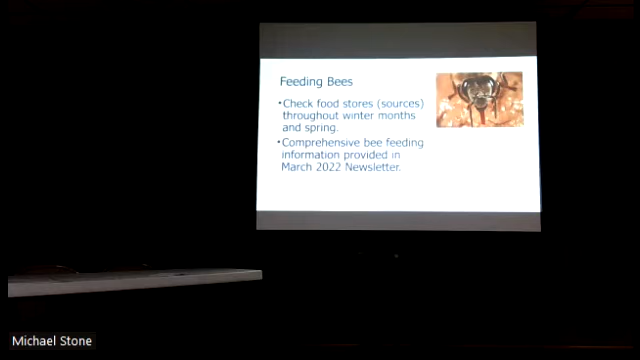 Feeding Bees
•Check food stores (sources)
throughout winter months
and spring.
•Comprehensive bee feeding
information provided in
March 2022 Newsletter.
Michael Stone